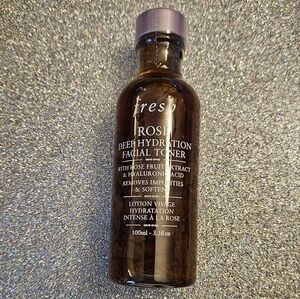 fresh
ROSE
DEEP HYDRATION
FACIAL TONER
WITH ROSE FRUIT EXTRACT
& HYALURONIC ACID
REMOVES IMPURITIES
& SOFTENS
LOTION VISAGE
HYDRATATION
INTENSE À LA ROSE
100ml - 3.3fl.oz